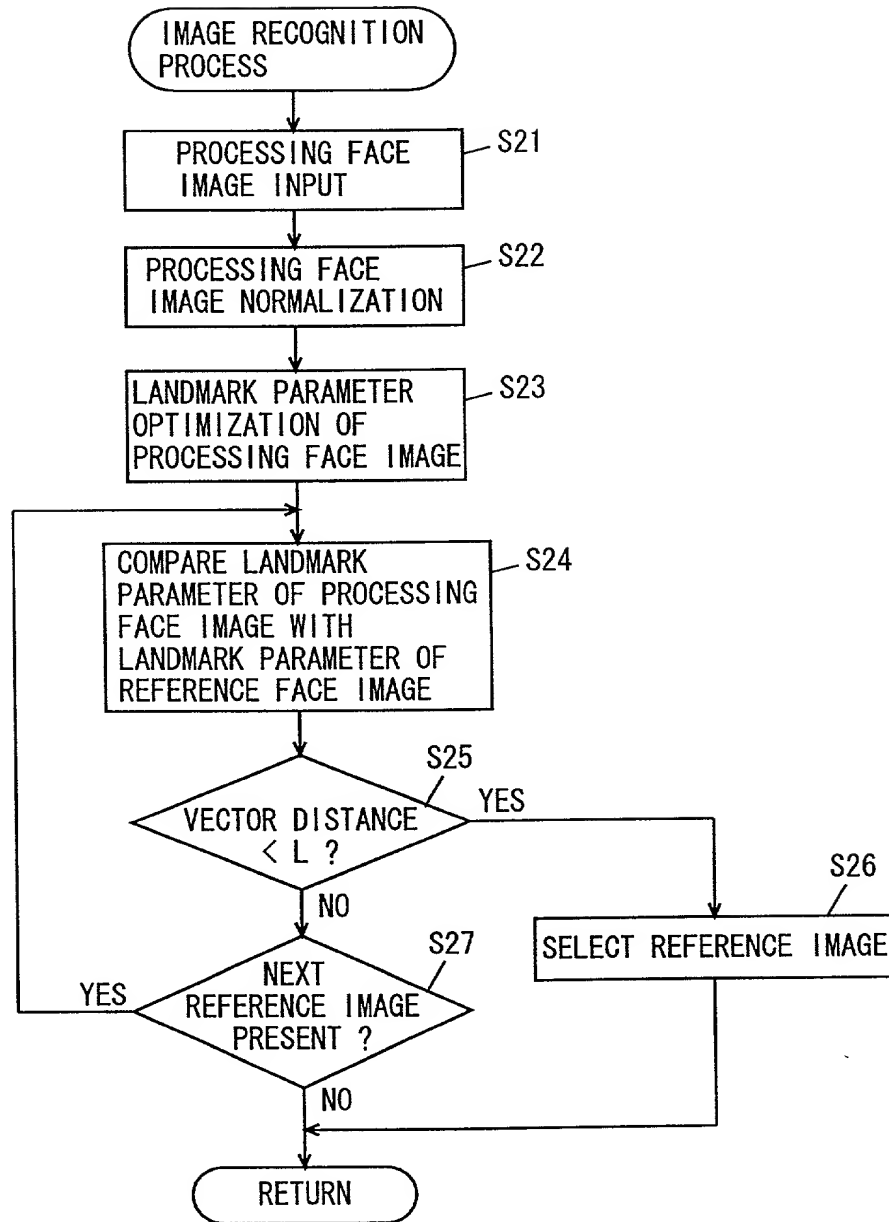 IMAGE RECOGNITION
PROCESS
PROCESSING FACE
IMAGE INPUT
S21
PROCESSING FACE
IMAGE NORMALIZATION
S22
LANDMARK PARAMETER
OPTIMIZATION OF
PROCESSING FACE IMAGE
S23
COMPARE LANDMARK
PARAMETER OF PROCESSING
FACE IMAGE WITH
LANDMARK PARAMETER OF
REFERENCE FACE IMAGE
S24
VECTOR DISTANCE
< L ?
S25
YES
NO
SELECT REFERENCE IMAGE
S26
NEXT
REFERENCE IMAGE
PRESENT ?
S27
YES
NO
RETURN